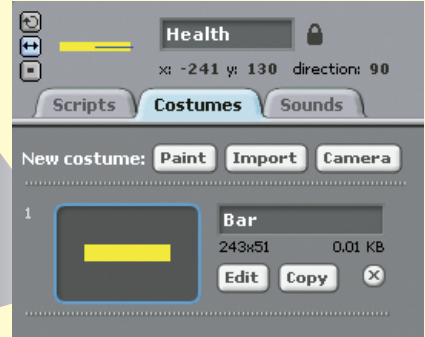 Health
x: -241 y: 130 direction: 90
Scripts Costumes Sounds
New costume: Paint Import Camera
1
Bar
243x51 0.01 KB
Edit Copy